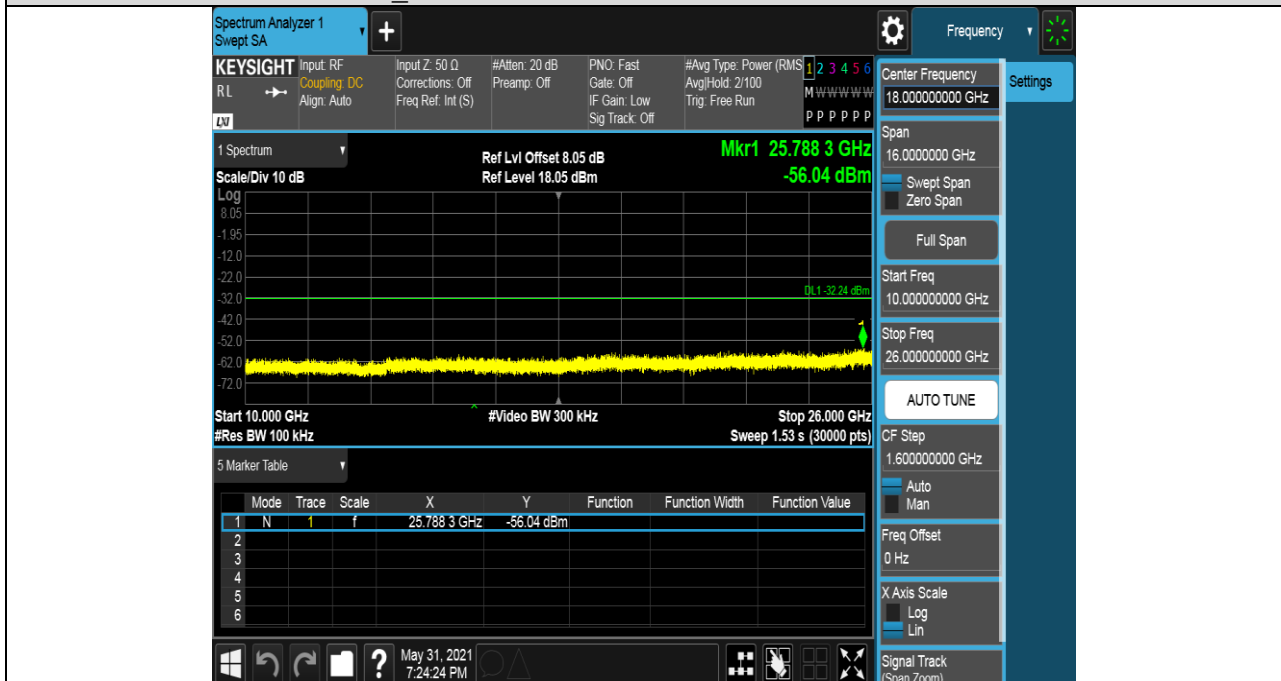 Spectrum Analyzer 1
Swept SA
+
Frequency
KEYSIGHT
RL
LXI
Input: RF
Coupling: DC
Align: Auto
Input Z: 50 Ω
Corrections: Off
Freq Ref: Int (S)
#Atten: 20 dB
Preamp: Off
PNO: Fast
Gate: Off
IF Gain: Low
Sig Track: Off
#Avg Type: Power (RMS
Avg|Hold: 2/100
Trig: Free Run
1 2 3 4 5 6
M W W W W W
P P P P P P
1 Spectrum
Scale/Div 10 dB
Ref Lvl Offset 8.05 dB
Ref Level 18.05 dBm
Mkr1 25.788 3 GHz
-56.04 dBm
Log
8.05
-1.95
-12.0
-22.0
-32.0
-42.0
-52.0
-62.0
-72.0
DL1 -32.24 dBm
1
Start 10.000 GHz
#Video BW 300 kHz
Stop 26.000 GHz
#Res BW 100 kHz
Sweep 1.53 s (30000 pts)
5 Marker Table
Mode Trace Scale X Y Function Function Width Function Value
1 N 1 f 25.788 3 GHz -56.04 dBm
2
3
4
5
6
?
May 31, 2021
7:24:24 PM
Center Frequency
18.000000000 GHz
Span
16.0000000 GHz
Swept Span
Zero Span
Full Span
Start Freq
10.000000000 GHz
Stop Freq
26.000000000 GHz
AUTO TUNE
CF Step
1.600000000 GHz
Auto
Man
Freq Offset
0 Hz
X Axis Scale
Log
Lin
Signal Track
(Span Zoom)
Settings